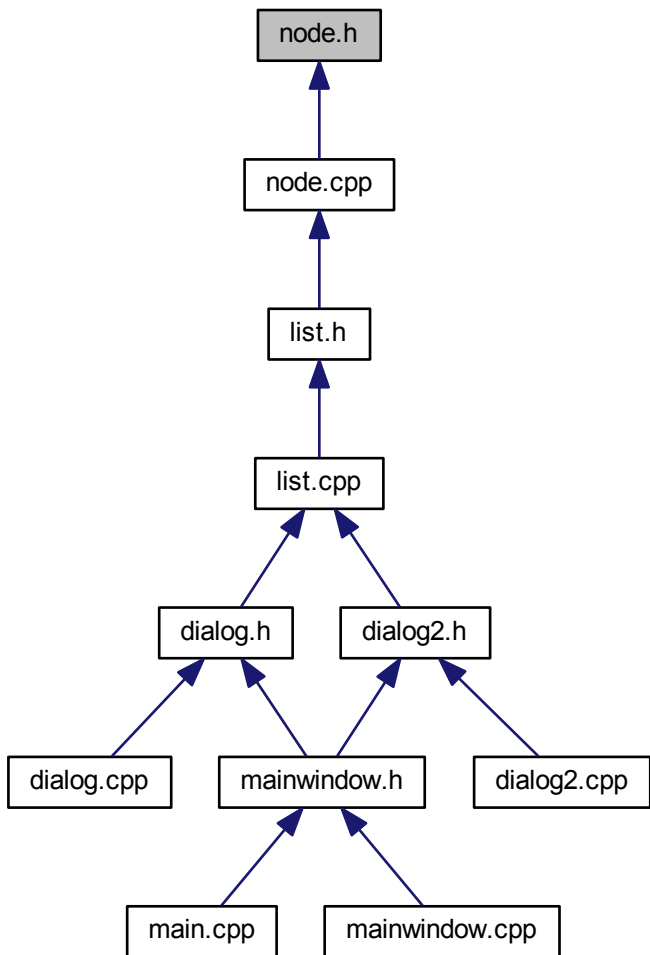 node.h
node.cpp
list.h
list.cpp
dialog.h
dialog2.h
dialog.cpp
mainwindow.h
dialog2.cpp
main.cpp
mainwindow.cpp